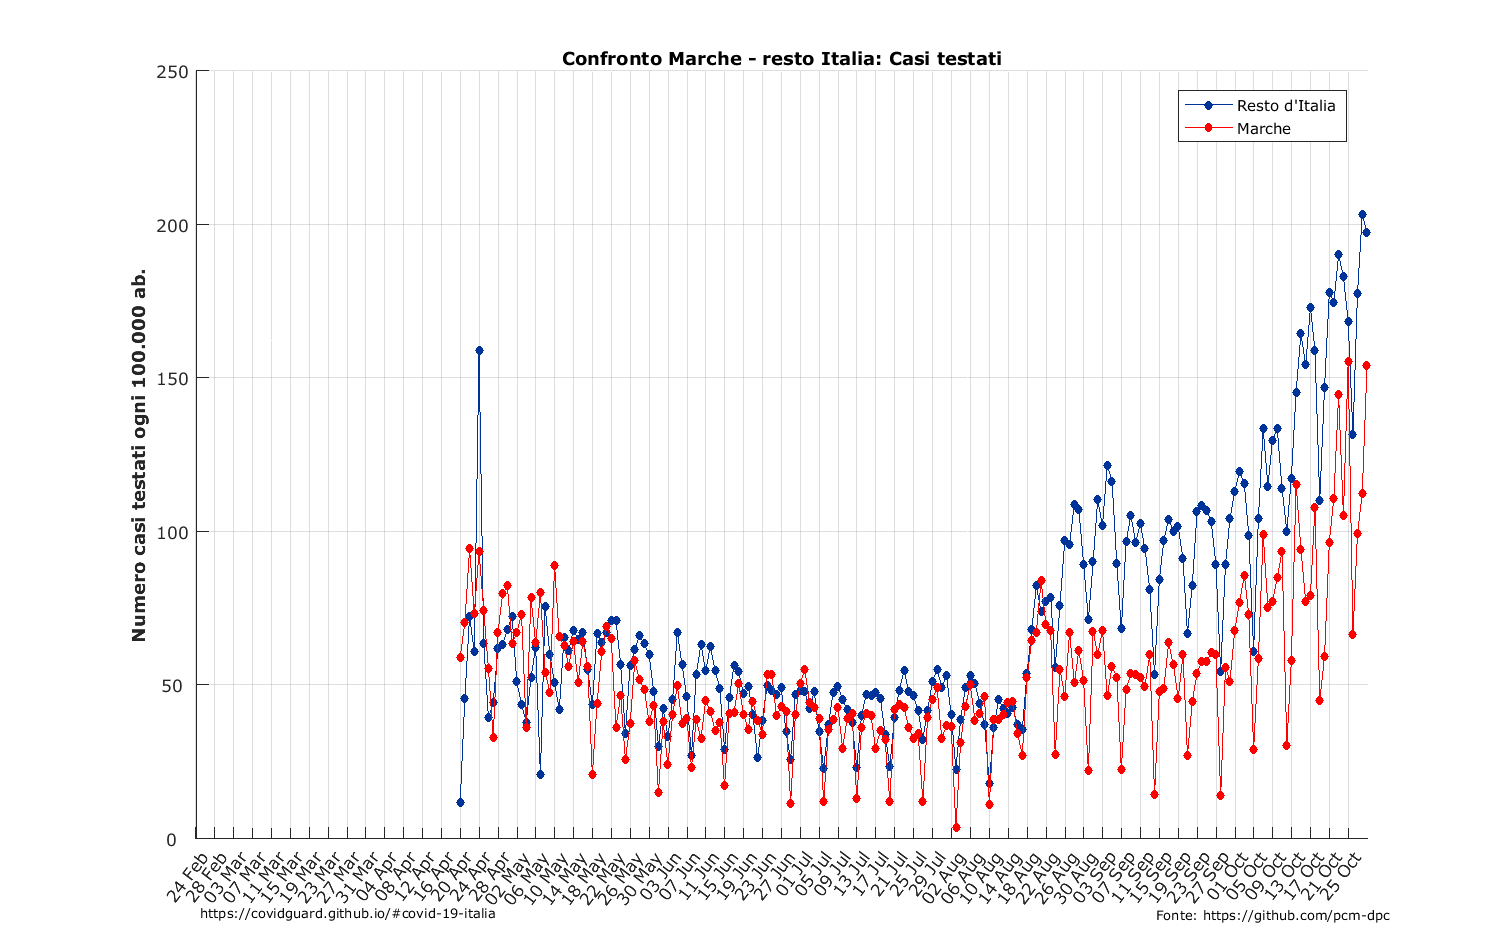 Confronto Marche - resto Italia: Casi testati
Resto d'Italia
Marche
Numero casi testati ogni 100.000 ab.
250
200
150
100
50
0
24 Feb
28 Feb
03 Mar
07 Mar
11 Mar
15 Mar
19 Mar
23 Mar
27 Mar
31 Mar
04 Apr
08 Apr
12 Apr
16 Apr
20 Apr
24 Apr
28 Apr
02 May
06 May
10 May
14 May
18 May
22 May
26 May
30 May
03 Jun
07 Jun
11 Jun
15 Jun
19 Jun
23 Jun
27 Jun
01 Jul
05 Jul
09 Jul
13 Jul
17 Jul
21 Jul
25 Jul
29 Jul
02 Aug
06 Aug
10 Aug
14 Aug
18 Aug
22 Aug
26 Aug
30 Aug
03 Sep
07 Sep
11 Sep
15 Sep
19 Sep
23 Sep
27 Sep
01 Oct
05 Oct
09 Oct
13 Oct
17 Oct
21 Oct
25 Oct
https://covidguard.github.io/#covid-19-italia
Fonte: https://github.com/pcm-dpc